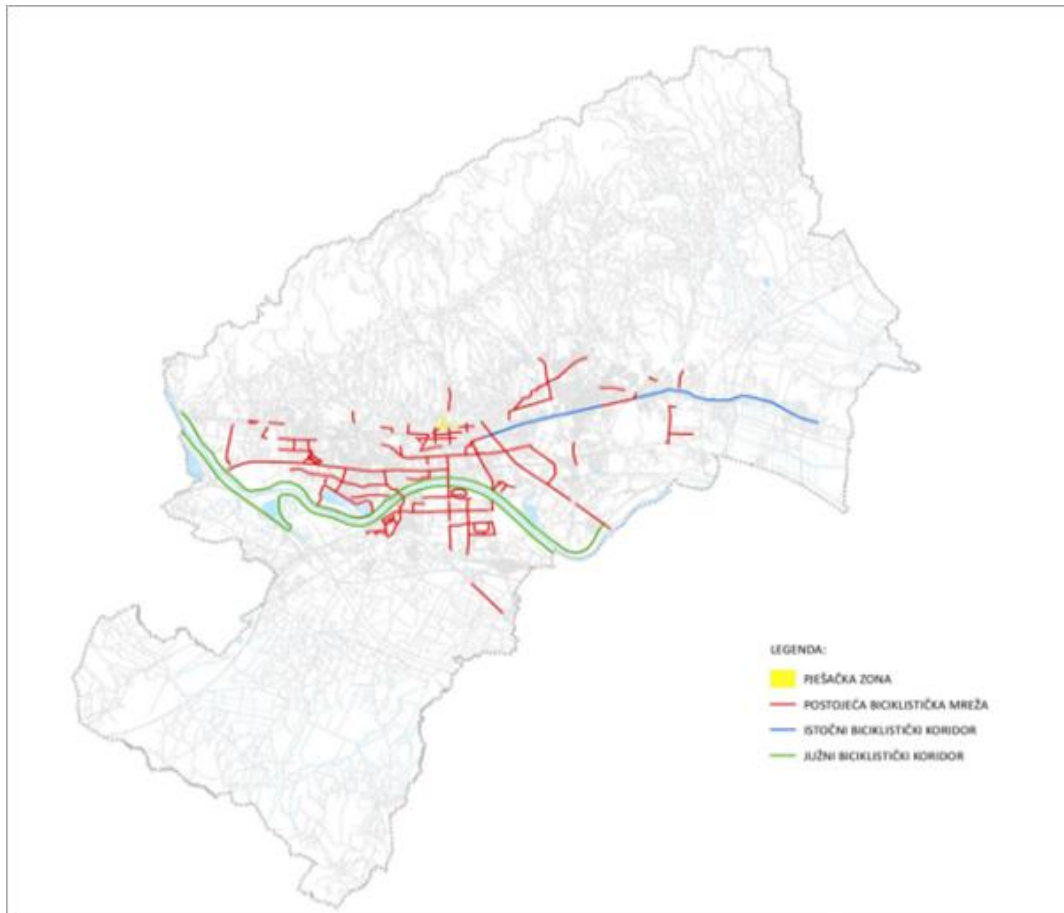 LEGENDA:
PJEŠAČKA ZONA
POSTOJEĆA BICIKLISTIČKA MREŽA
ISTOČNI BICIKLISTIČKI KORIDOR
JUŽNI BICIKLISTIČKI KORIDOR